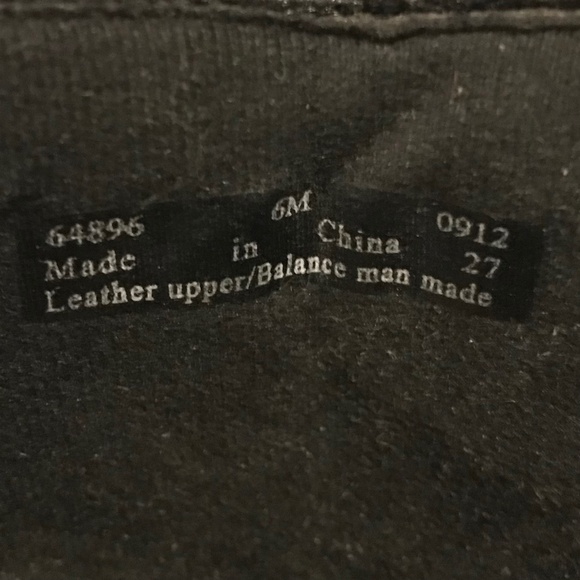 64896 6M 0912
Made in China 27
Leather upper/Balance man made